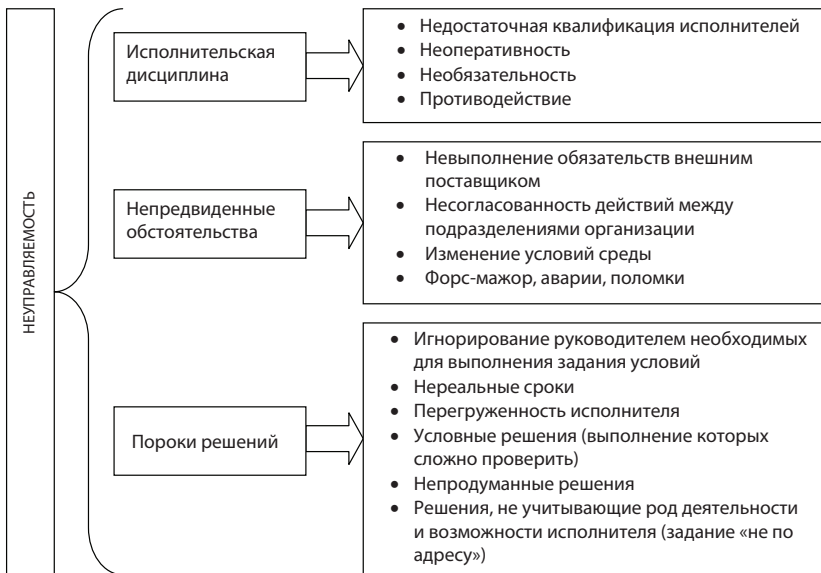 НЕУПРАВЛЯЕМОСТЬ
Исполнительская
дисциплина
• Недостаточная квалификация исполнителей
• Неоперативность
• Необязательность
• Противодействие
Непредвиденные
обстоятельства
• Невыполнение обязательств внешним
поставщиком
• Несогласованность действий между
подразделениями организации
• Изменение условий среды
• Форс-мажор, аварии, поломки
Пороки решений
• Игнорирование руководителем необходимых
для выполнения задания условий
• Нереальные сроки
• Перегруженность исполнителя
• Условные решения (выполнение которых
сложно проверить)
• Непродуманные решения
• Решения, не учитывающие род деятельности
и возможности исполнителя (задание «не по
адресу»)